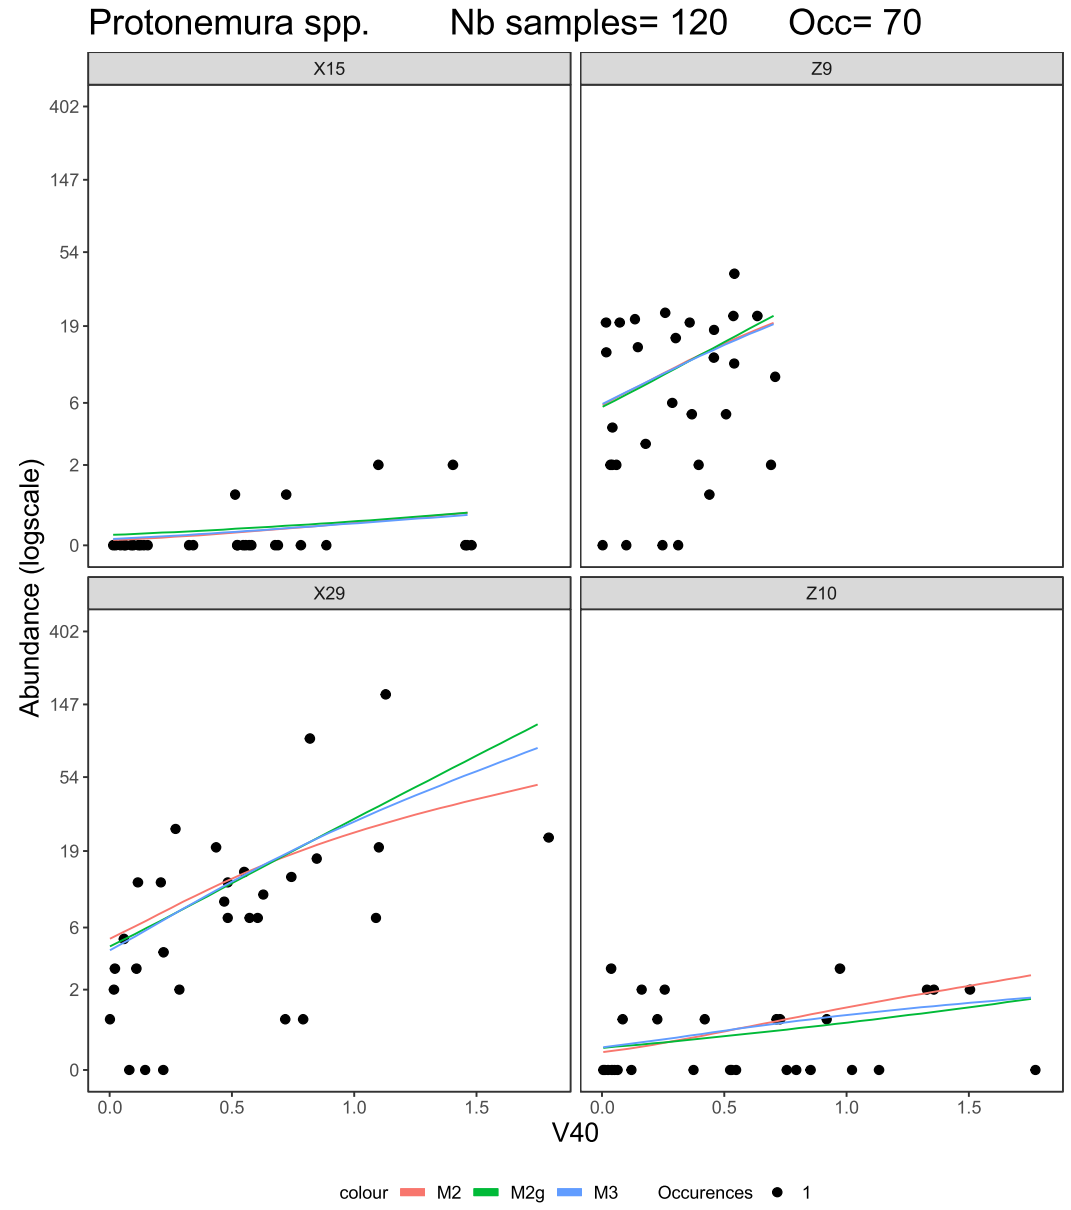 Protonemura spp. Nb samples= 120 Occ= 70
X15 Z9
402
147
54
19
6
2
0
Abundance (logscale)
X29 Z10
402
147
54
19
6
2
0
0.0 0.5 1.0 1.5 0.0 0.5 1.0 1.5
V40
colour M2 M2g M3 Occurences 1